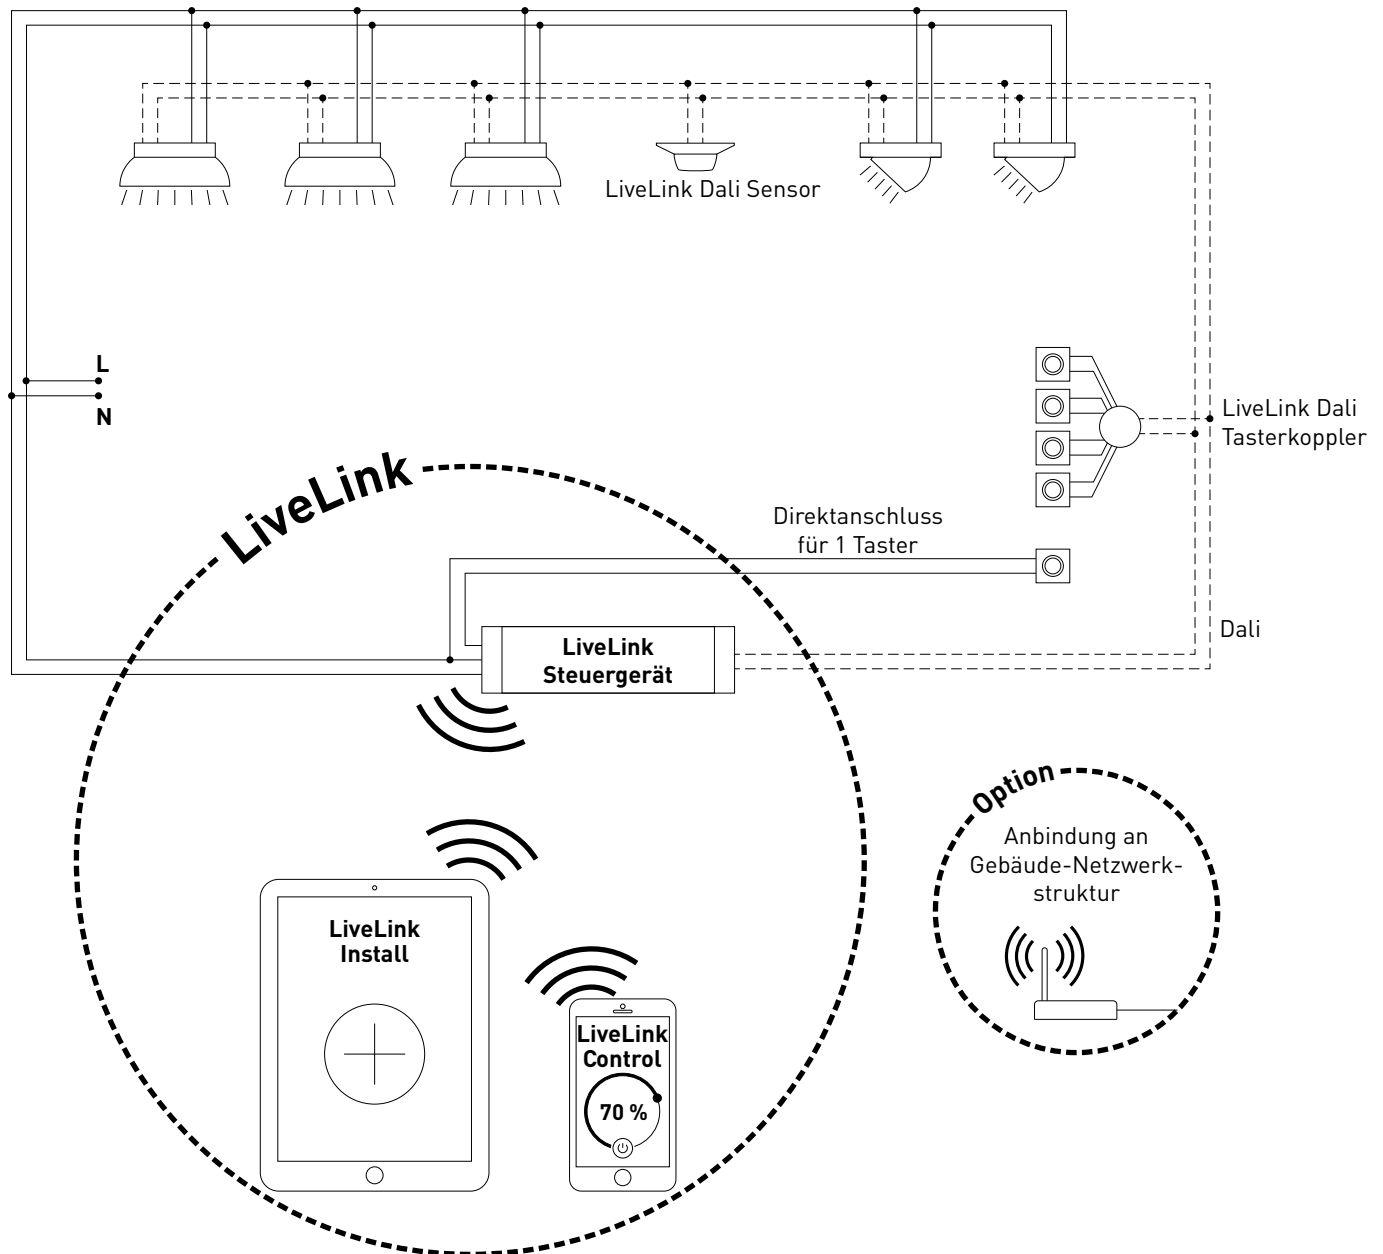 LiveLink Dali Sensor
L
N
LiveLink Dali
Tasterkoppler
LiveLink
Direktanschluss
für 1 Taster
LiveLink
Steuergerät
Dali
Option
Anbindung an
Gebäude-Netzwerk-
struktur
LiveLink
Install
LiveLink
Control
70 %